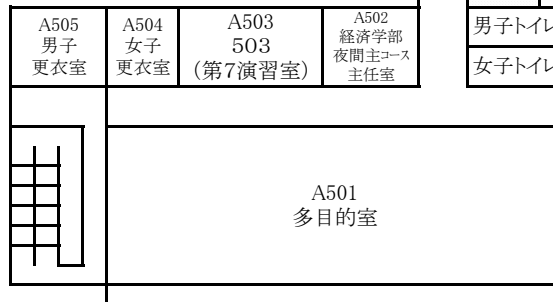 A505
男子
更衣室
A504
女子
更衣室
A503
503
（第7演習室）
A502
経済学部
夜間主コース
主任室
男子トイレ
女子トイレ
A501
多目的室